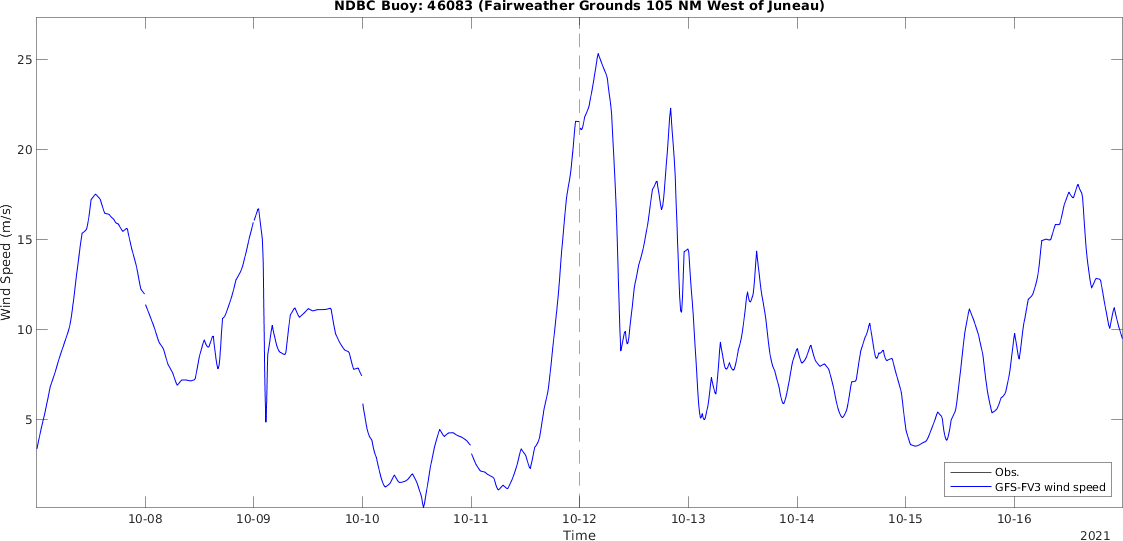 NDBC Buoy: 46083 (Fairweather Grounds 105 NM West of Juneau)
25
20
15
10
5
Wind Speed (m/s)
Obs.
GFS-FV3 wind speed
10-08 10-09 10-10 10-11 10-12 10-13 10-14 10-15 10-16
Time
2021